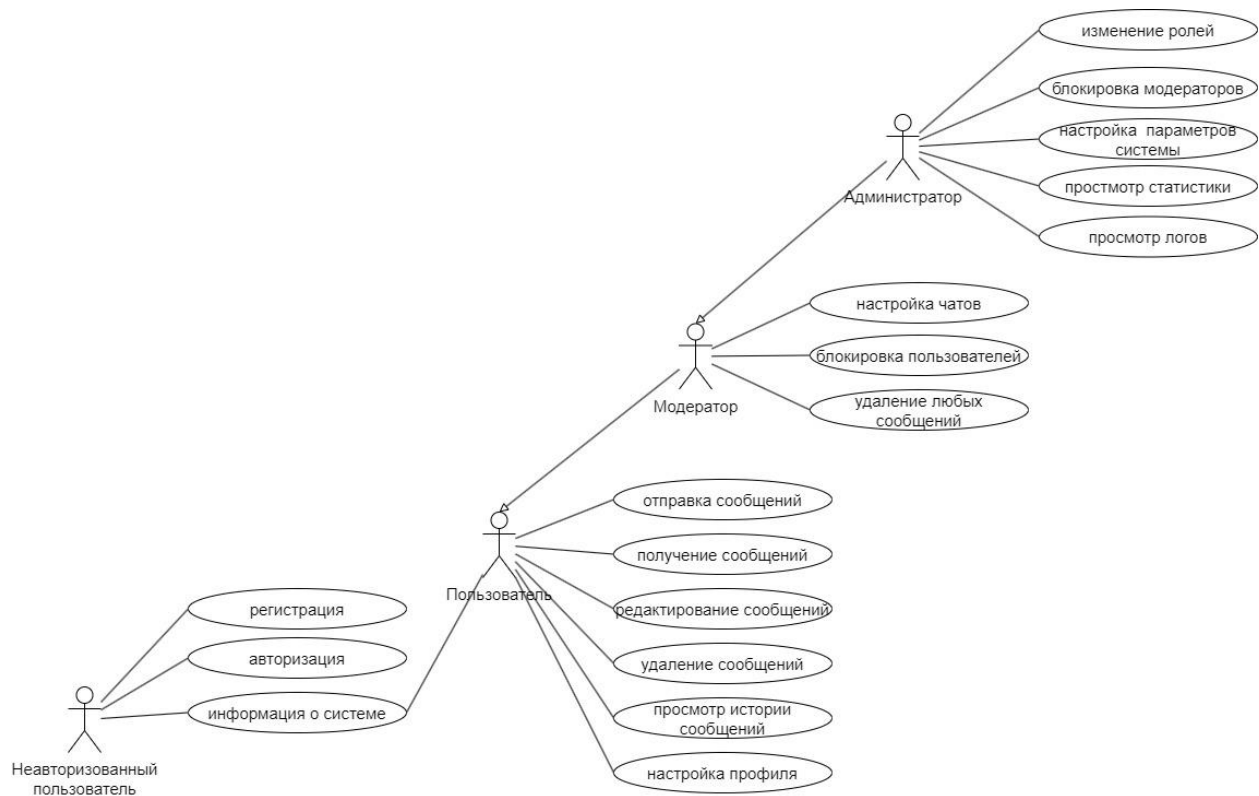 изменение ролей
блокировка модераторов
настройка параметров
системы
простмотр статистики
просмотр логов
Администратор
настройка чатов
блокировка пользователей
удаление любых
сообщений
Модератор
отправка сообщений
получение сообщений
редактирование сообщений
удаление сообщений
просмотр истории
сообщений
настройка профиля
Пользователь
регистрация
авторизация
информация о системе
Неавторизованный
пользователь